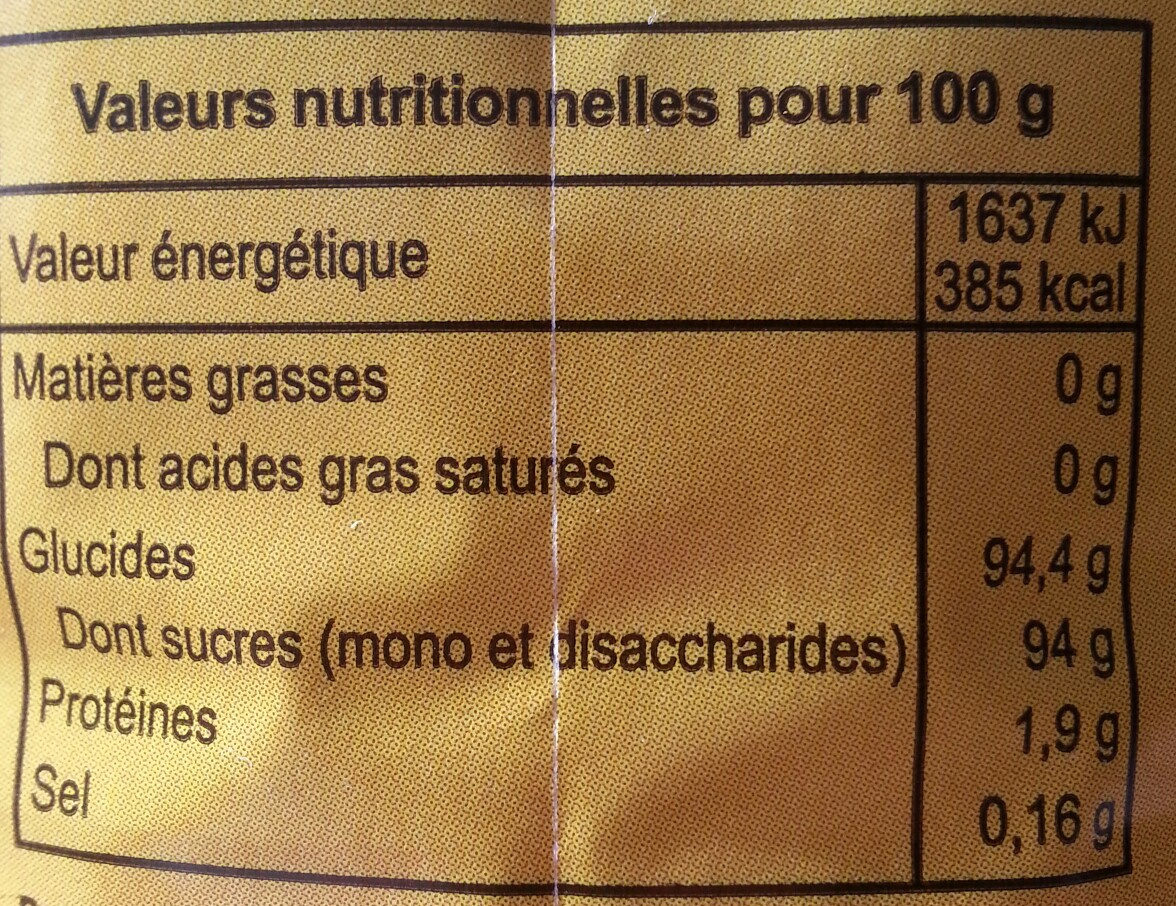 Valeurs nutritionnelles pour 100 g
Valeur énergétique 1637 kJ
385 kcal
Matières grasses 0 g
Dont acides gras saturés 0 g
Glucides 94,4 g
Dont sucres (mono et disaccharides) 94 g
Protéines 1,9 g
Sel 0,16 g